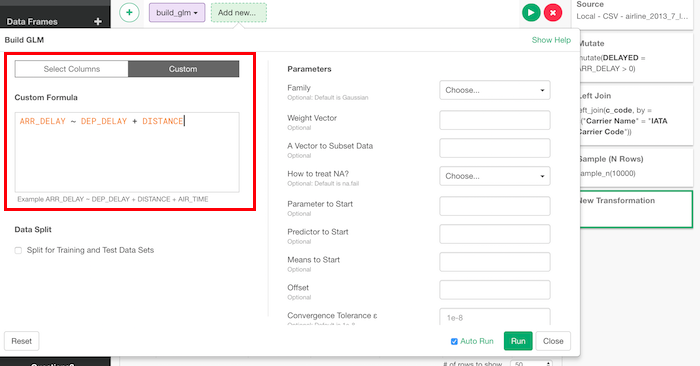 Data Frames +
build_glm
Add new...
Source
Local - CSV - airline_2013_7_l...
Build GLM
Show Help
Mutate
mutate(DELAYED =
ARR_DELAY > 0)
Select Columns
Custom
Custom Formula
ARR_DELAY ~ DEP_DELAY + DISTANCE
Example ARR_DELAY ~ DEP_DELAY + DISTANCE + AIR_TIME
Data Split
Split for Training and Test Data Sets
Parameters
Family
Optional: Default is Gaussian
Choose...
Weight Vector
Optional
A Vector to Subset Data
Optional
How to treat NA?
Optional: Default is na.fail
Choose...
Parameter to Start
Optional
Predictor to Start
Optional
Means to Start
Optional
Offset
Optional
Convergence Tolerance ε
Optional: Default is 1e-8
1e-8
Left Join
left_join(c_code, by =
c("Carrier Name" = "IATA
Carrier Code"))
Sample (N Rows)
sample_n(10000)
New Transformation
Reset
Auto Run
Run
Close
# of rows to show
50